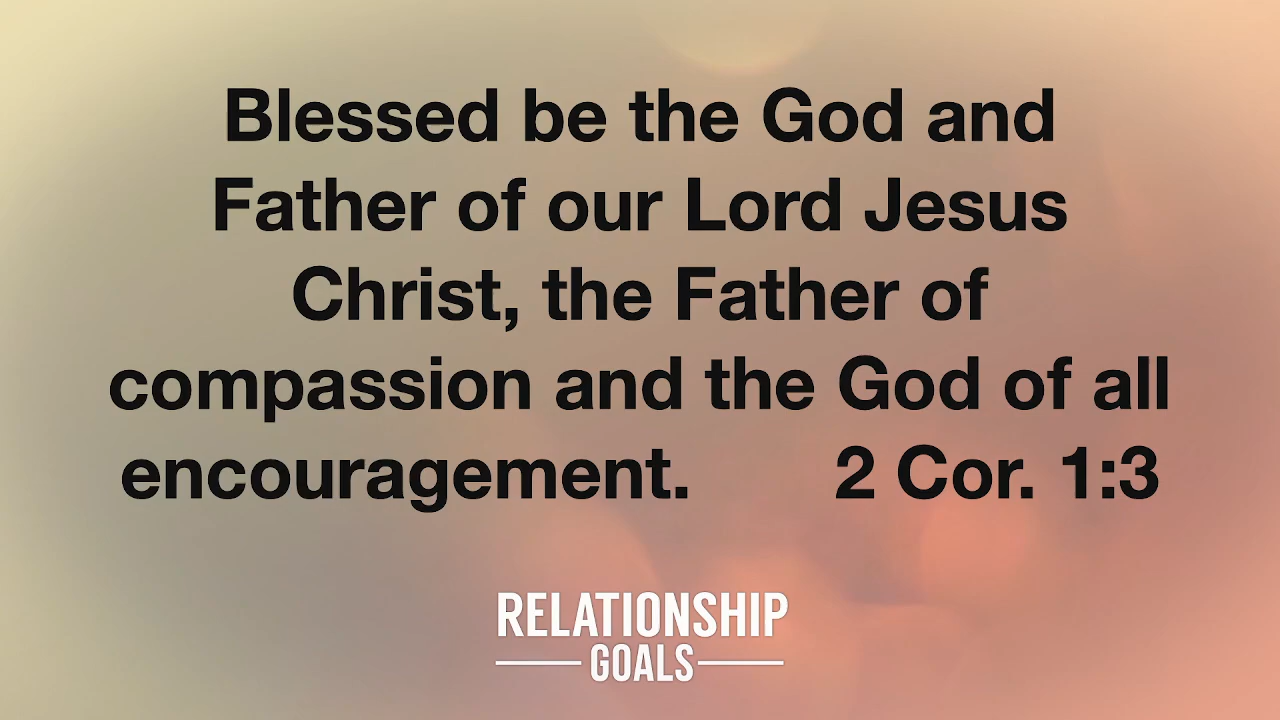 Blessed be the God and
Father of our Lord Jesus
Christ, the Father of
compassion and the God of all
encouragement. 2 Cor. 1:3
RELATIONSHIP
GOALS